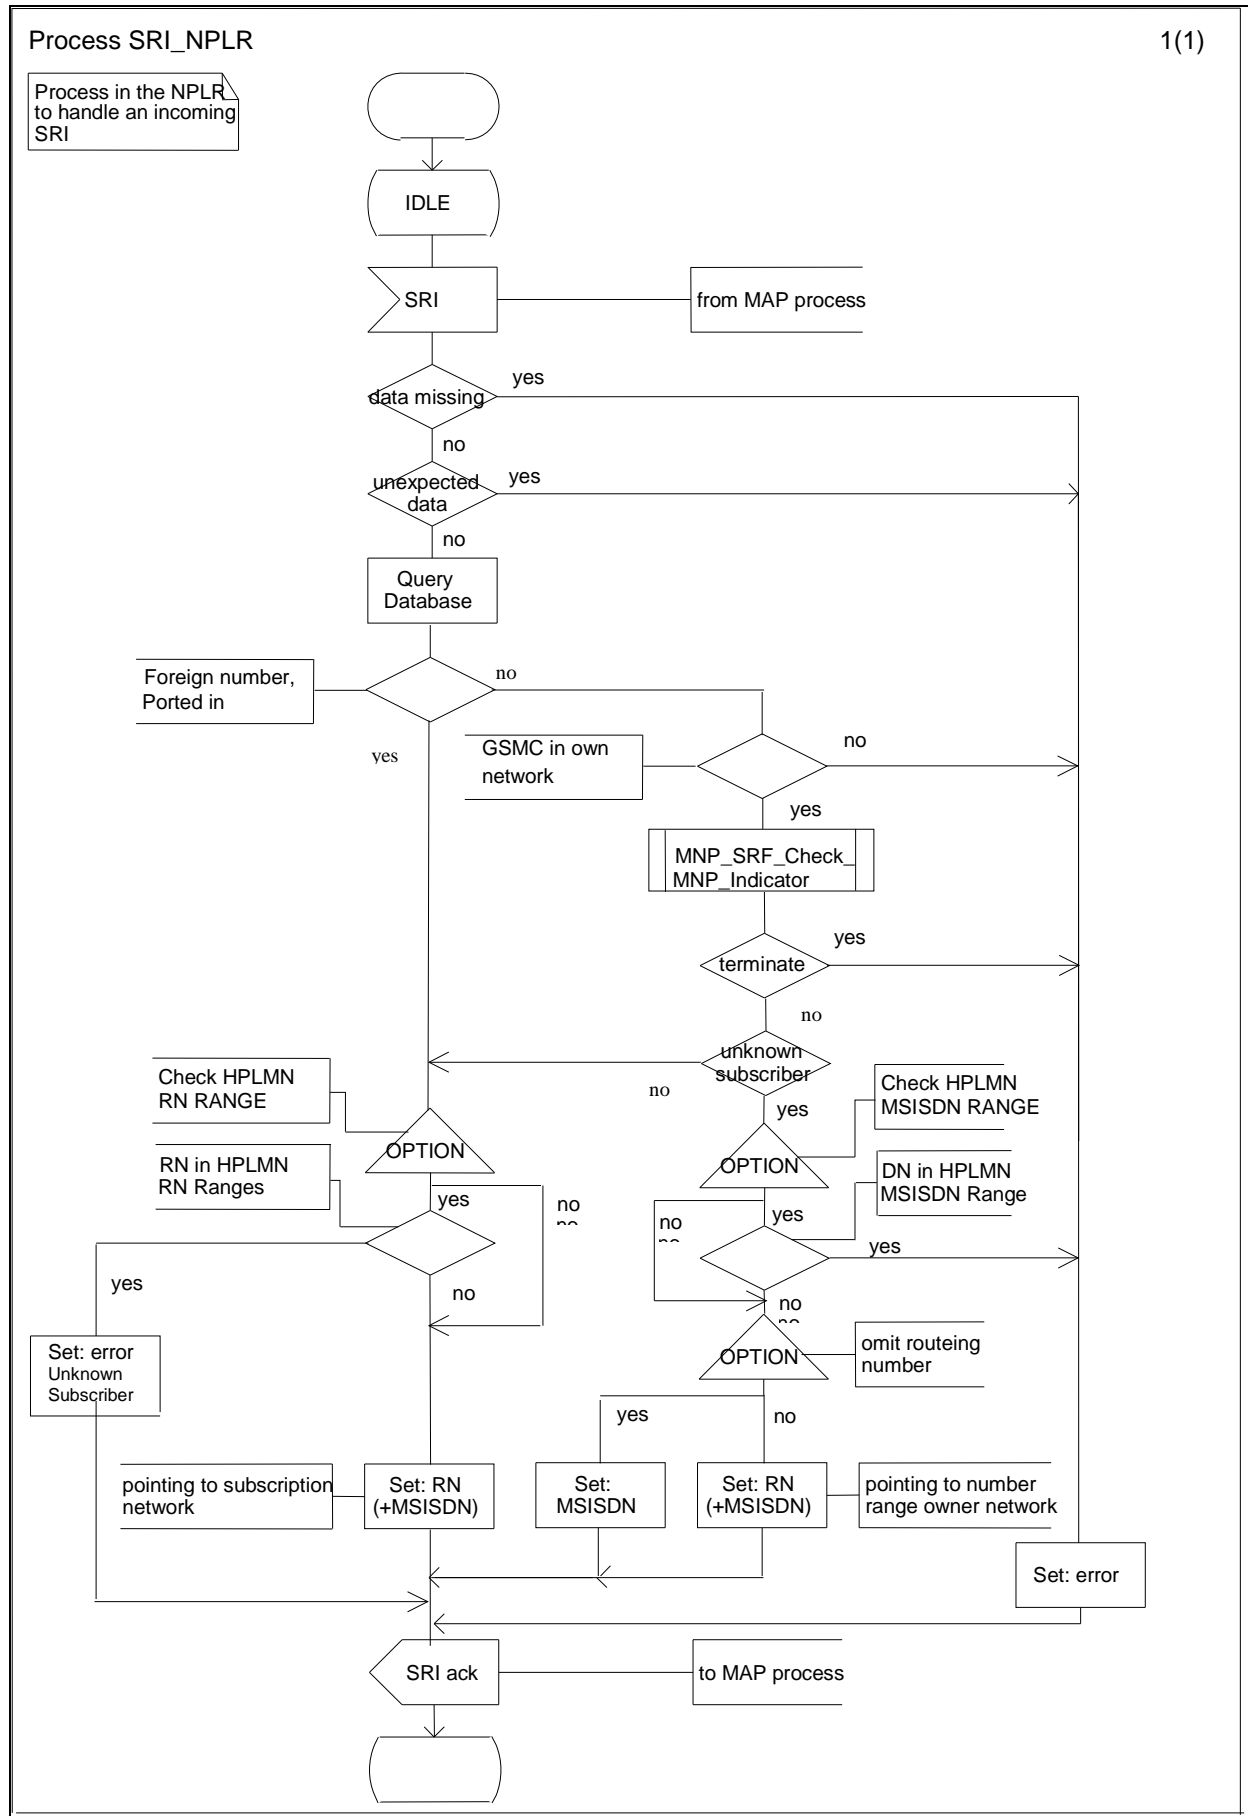 Process SRI_NPLR
1(1)
Process in the NPLR
to handle an incoming
SRI
IDLE
SRI
from MAP process
data missing
yes
no
unexpected
data
yes
no
Query
Database
Foreign number,
Ported in
no
yes
GSMC in own
network
no
yes
MNP_SRF_Check_
MNP_Indicator
terminate
yes
no
unknown
subscriber
no
yes
Check HPLMN
RN RANGE
OPTION
Check HPLMN
MSISDN RANGE
OPTION
RN in HPLMN
RN Ranges
yes
no
no
DN in HPLMN
MSISDN Range
yes
no
no
yes
yes
no
no
no
Set: error
Unknown
Subscriber
OPTION
omit routeing
number
yes
no
pointing to subscription
network
Set: RN
(+MSISDN)
Set:
MSISDN
Set: RN
(+MSISDN)
pointing to number
range owner network
Set: error
SRI ack
to MAP process